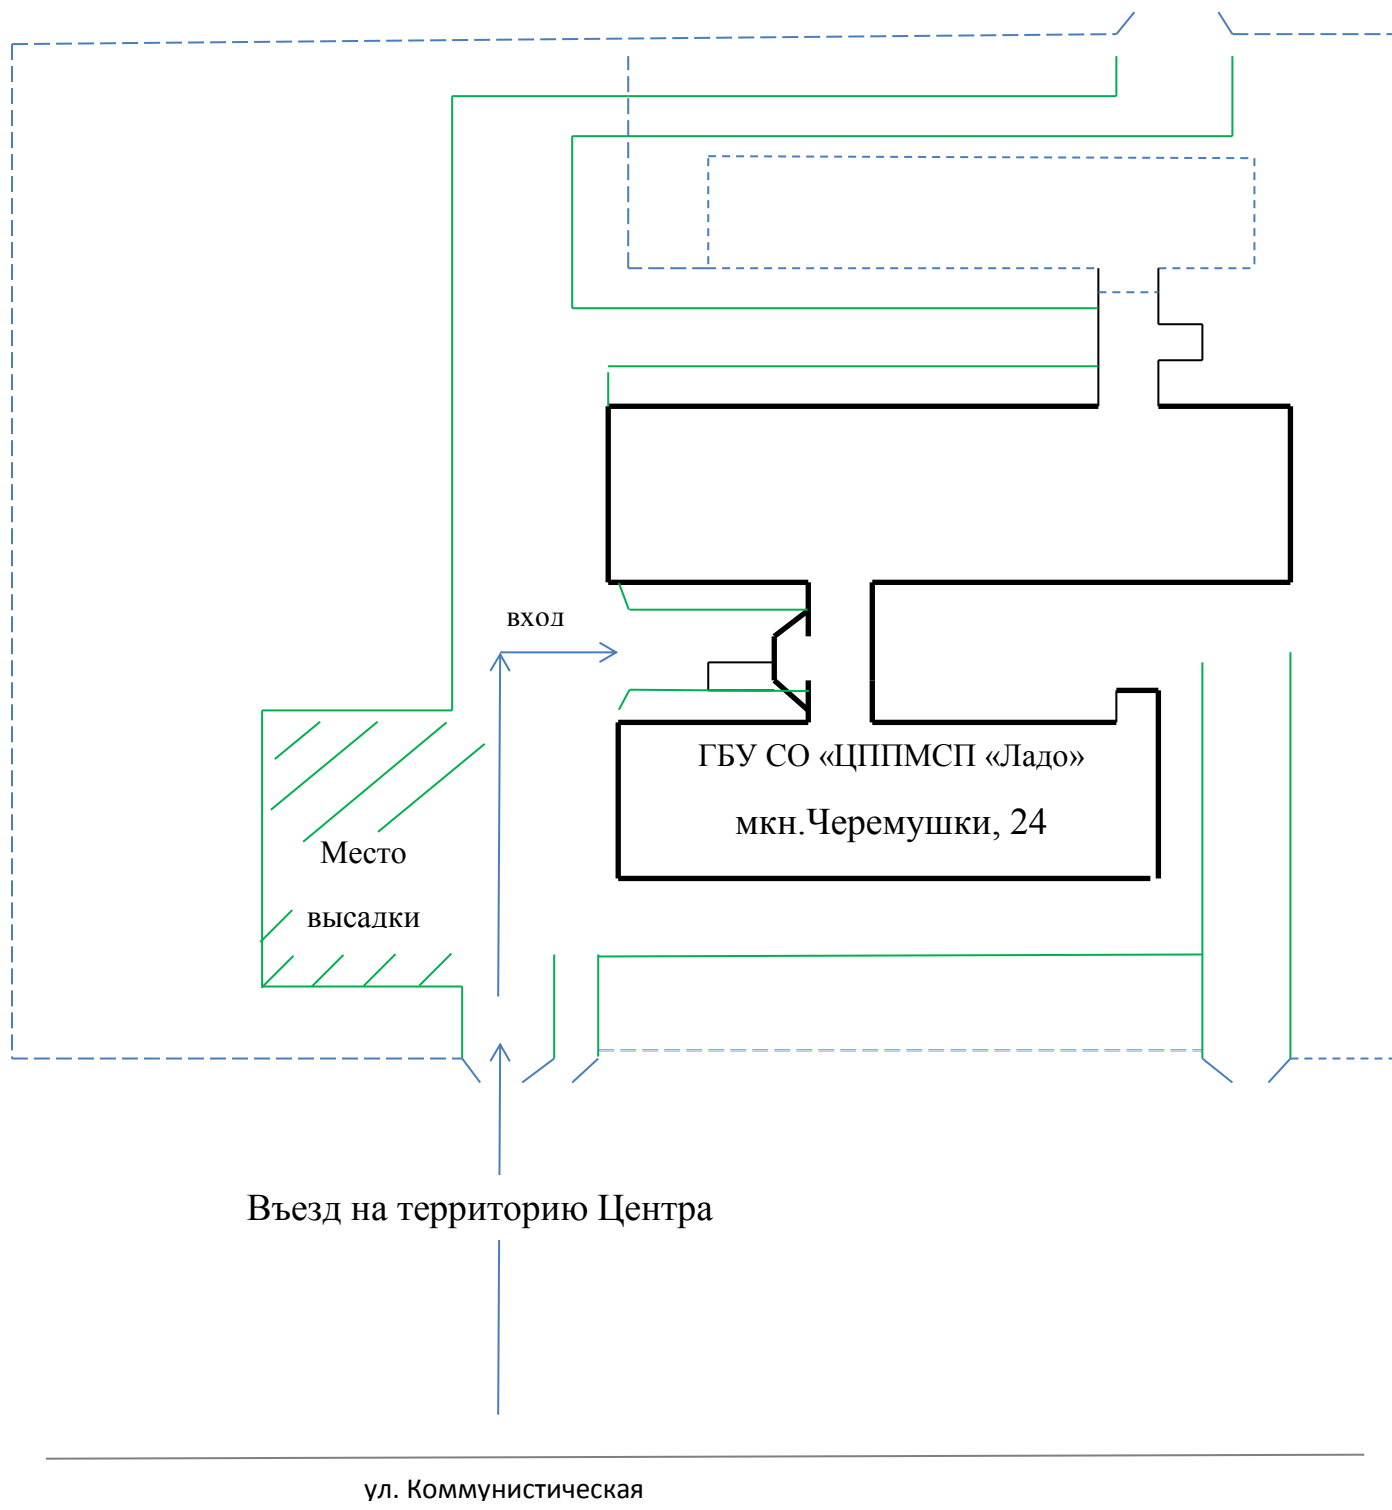 вход
ГБУ СО «ЦППМСП «Ладо»
мкн.Черемушки, 24
Место
высадки
Въезд на территорию Центра
ул. Коммунистическая